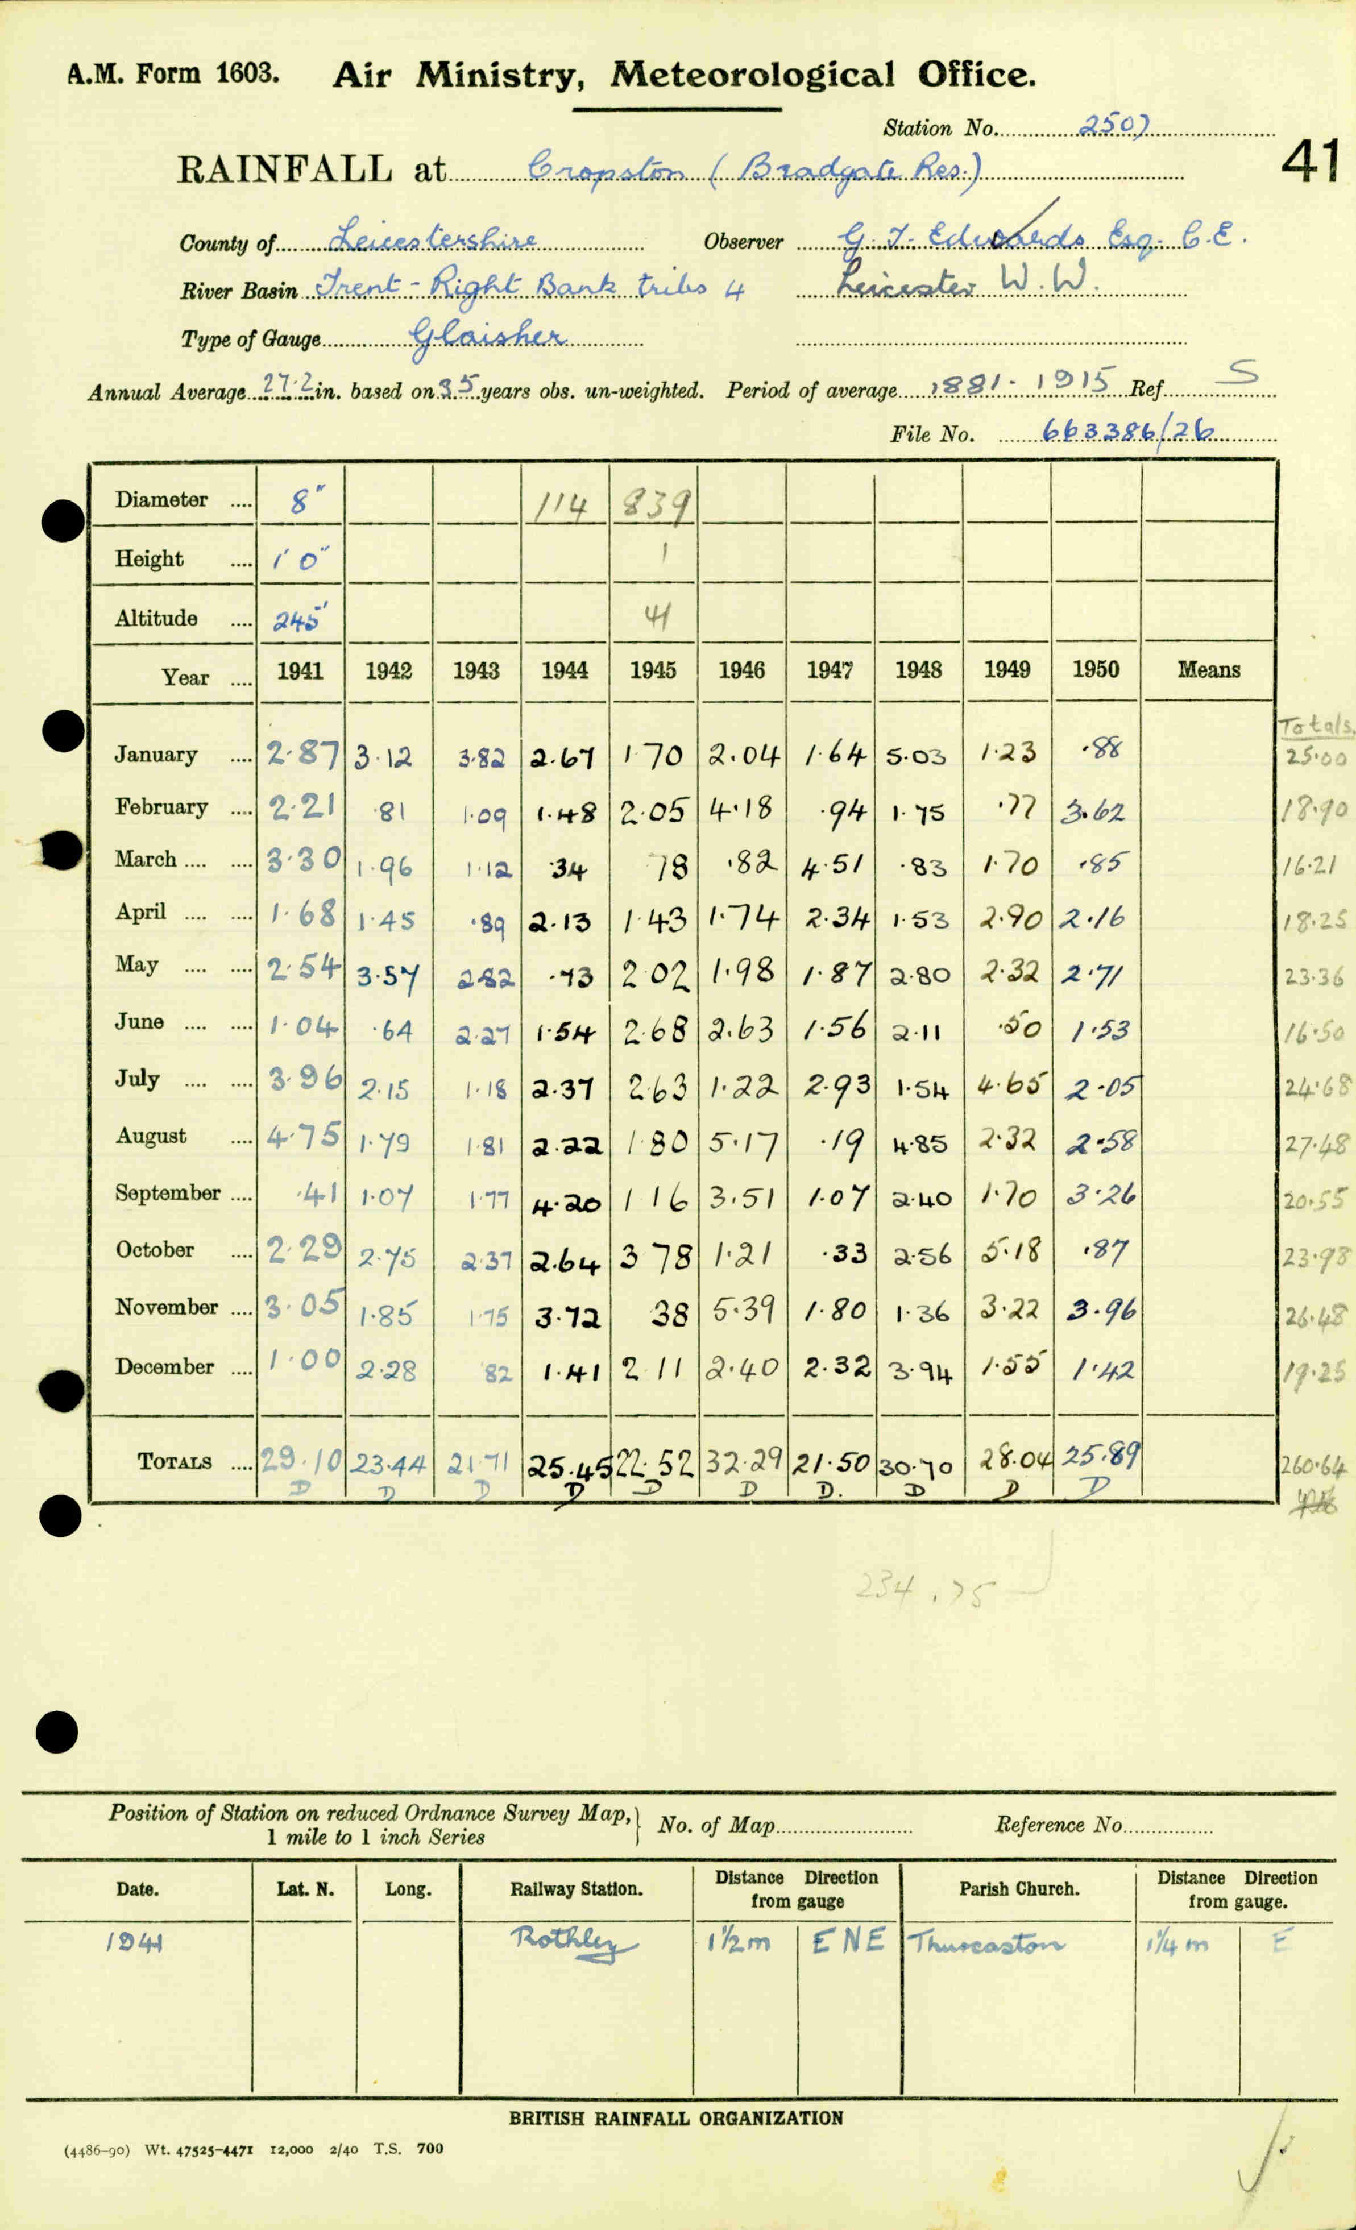 A.M. Form 1603. Air Ministry, Meteorological Office.
Station No. 2507
41
RAINFALL at Cropston (Bradgate Res.)
County of Leicestershire Observer G. T. Edwards Esq. C.E.
River Basin Trent - Right Bank tribs 4 Leicester W.W.
Type of Gauge Glaisher
Annual Average 27.2 in. based on 35 years obs. un-weighted. Period of average 1881-1915 Ref S
File No. 663386/26
Diameter .... 8" 114 839
Height .... 1' 0" 1
Altitude .... 245' 41
Year .... 1941 1942 1943 1944 1945 1946 1947 1948 1949 1950 Means
Totals
January .... 2.87 3.12 3.82 2.67 1 70 2.04 1.64 5.03 1.23 .88 25.00
February .... 2.21 .81 1.09 1.48 2.05 4.18 .94 1.75 .77 3.62 18.90
March .... .... 3.30 1.96 1.12 34 78 .82 4.51 .83 1.70 .85 16.21
April .... .... 1.68 1.45 .89 2.13 1.43 1.74 2.34 1.53 2.90 2.16 18.25
May .... .... 2.54 3.57 2.82 .73 2 02 1.98 1.87 2.80 2.32 2.71 23.36
June .... .... 1.04 .64 2.27 1.54 2.68 2.63 1.56 2.11 .50 1.53 16.50
July .... .... 3.96 2.15 1.18 2.37 2.63 1.22 2.93 1.54 4.65 2.05 24.68
August .... 4.75 1.79 1.81 2.22 1 80 5.17 .19 4.85 2.32 2.58 27.48
September .... .41 1.07 1.77 4.20 1 16 3.51 1.07 2.40 1.70 3.26 20.55
October .... 2.29 2.75 2.37 2.64 3 78 1.21 .33 2.56 5.18 .87 23.98
November .... 3.05 1.85 1.75 3.72 38 5.39 1.80 1.36 3.22 3.96 26.48
December .... 1.00 2.28 82 1.41 2 11 2.40 2.32 3.94 1.55 1.42 19.25
TOTALS .... 29.10 23.44 21.71 25.45 22.52 32.29 21.50 30.70 28.04 25.89 260.64
D D D D D D D. D D D
234.75
Position of Station on reduced Ordnance Survey Map, 1 mile to 1 inch Series } No. of Map Reference No.
Date. Lat. N. Long. Railway Station. Distance Direction from gauge Parish Church. Distance Direction from gauge.
1941 Rothley 1½m ENE Thurcaston 1¼m E
BRITISH RAINFALL ORGANIZATION
(4486-90) Wt. 47525-4471 12,000 2/40 T.S. 700